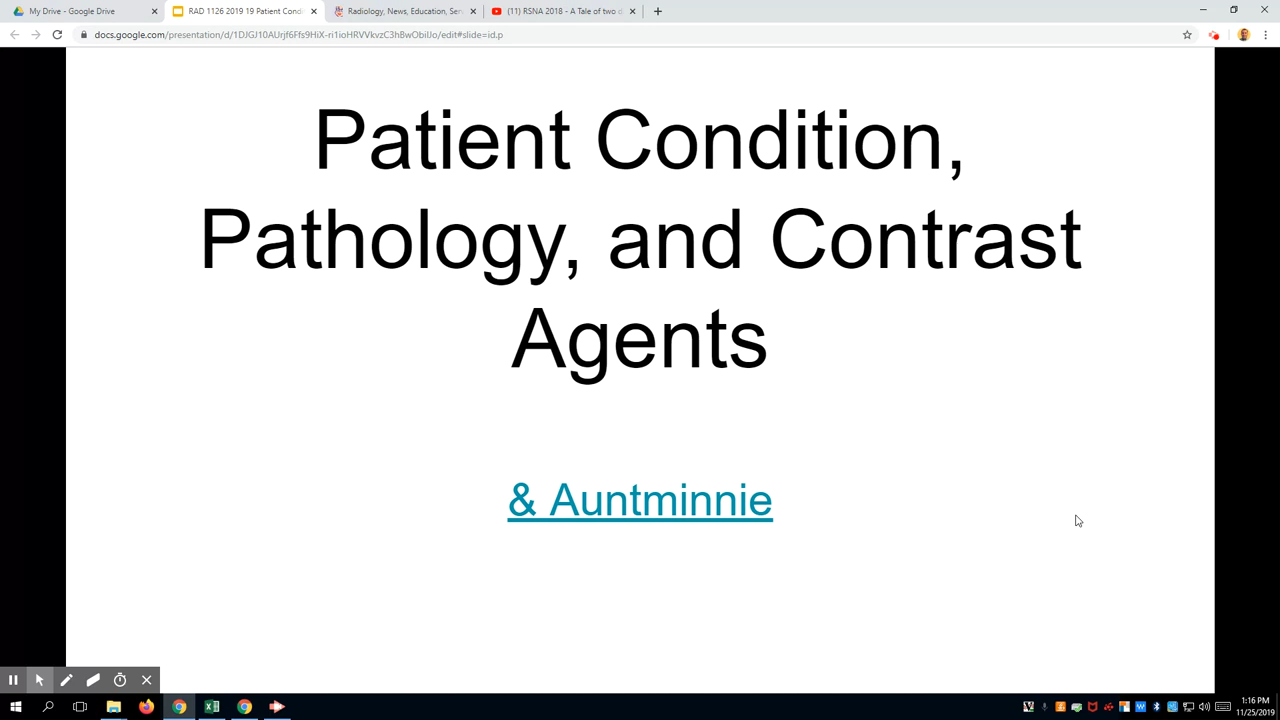 My Drive - Google Drive
RAD 1126 2019 19 Patient Cond
Radiology, News, Education, Ser
(11) RSNA 2018 - A Tale of two d
docs.google.com/presentation/d/1DJGJ10AUrjf6Ffs9HiX-ri1ioHRVVkvzC3hBwObiIJo/edit#slide=id.p
Patient Condition,
Pathology, and Contrast
Agents
& Auntminnie
1:16 PM
11/25/2019